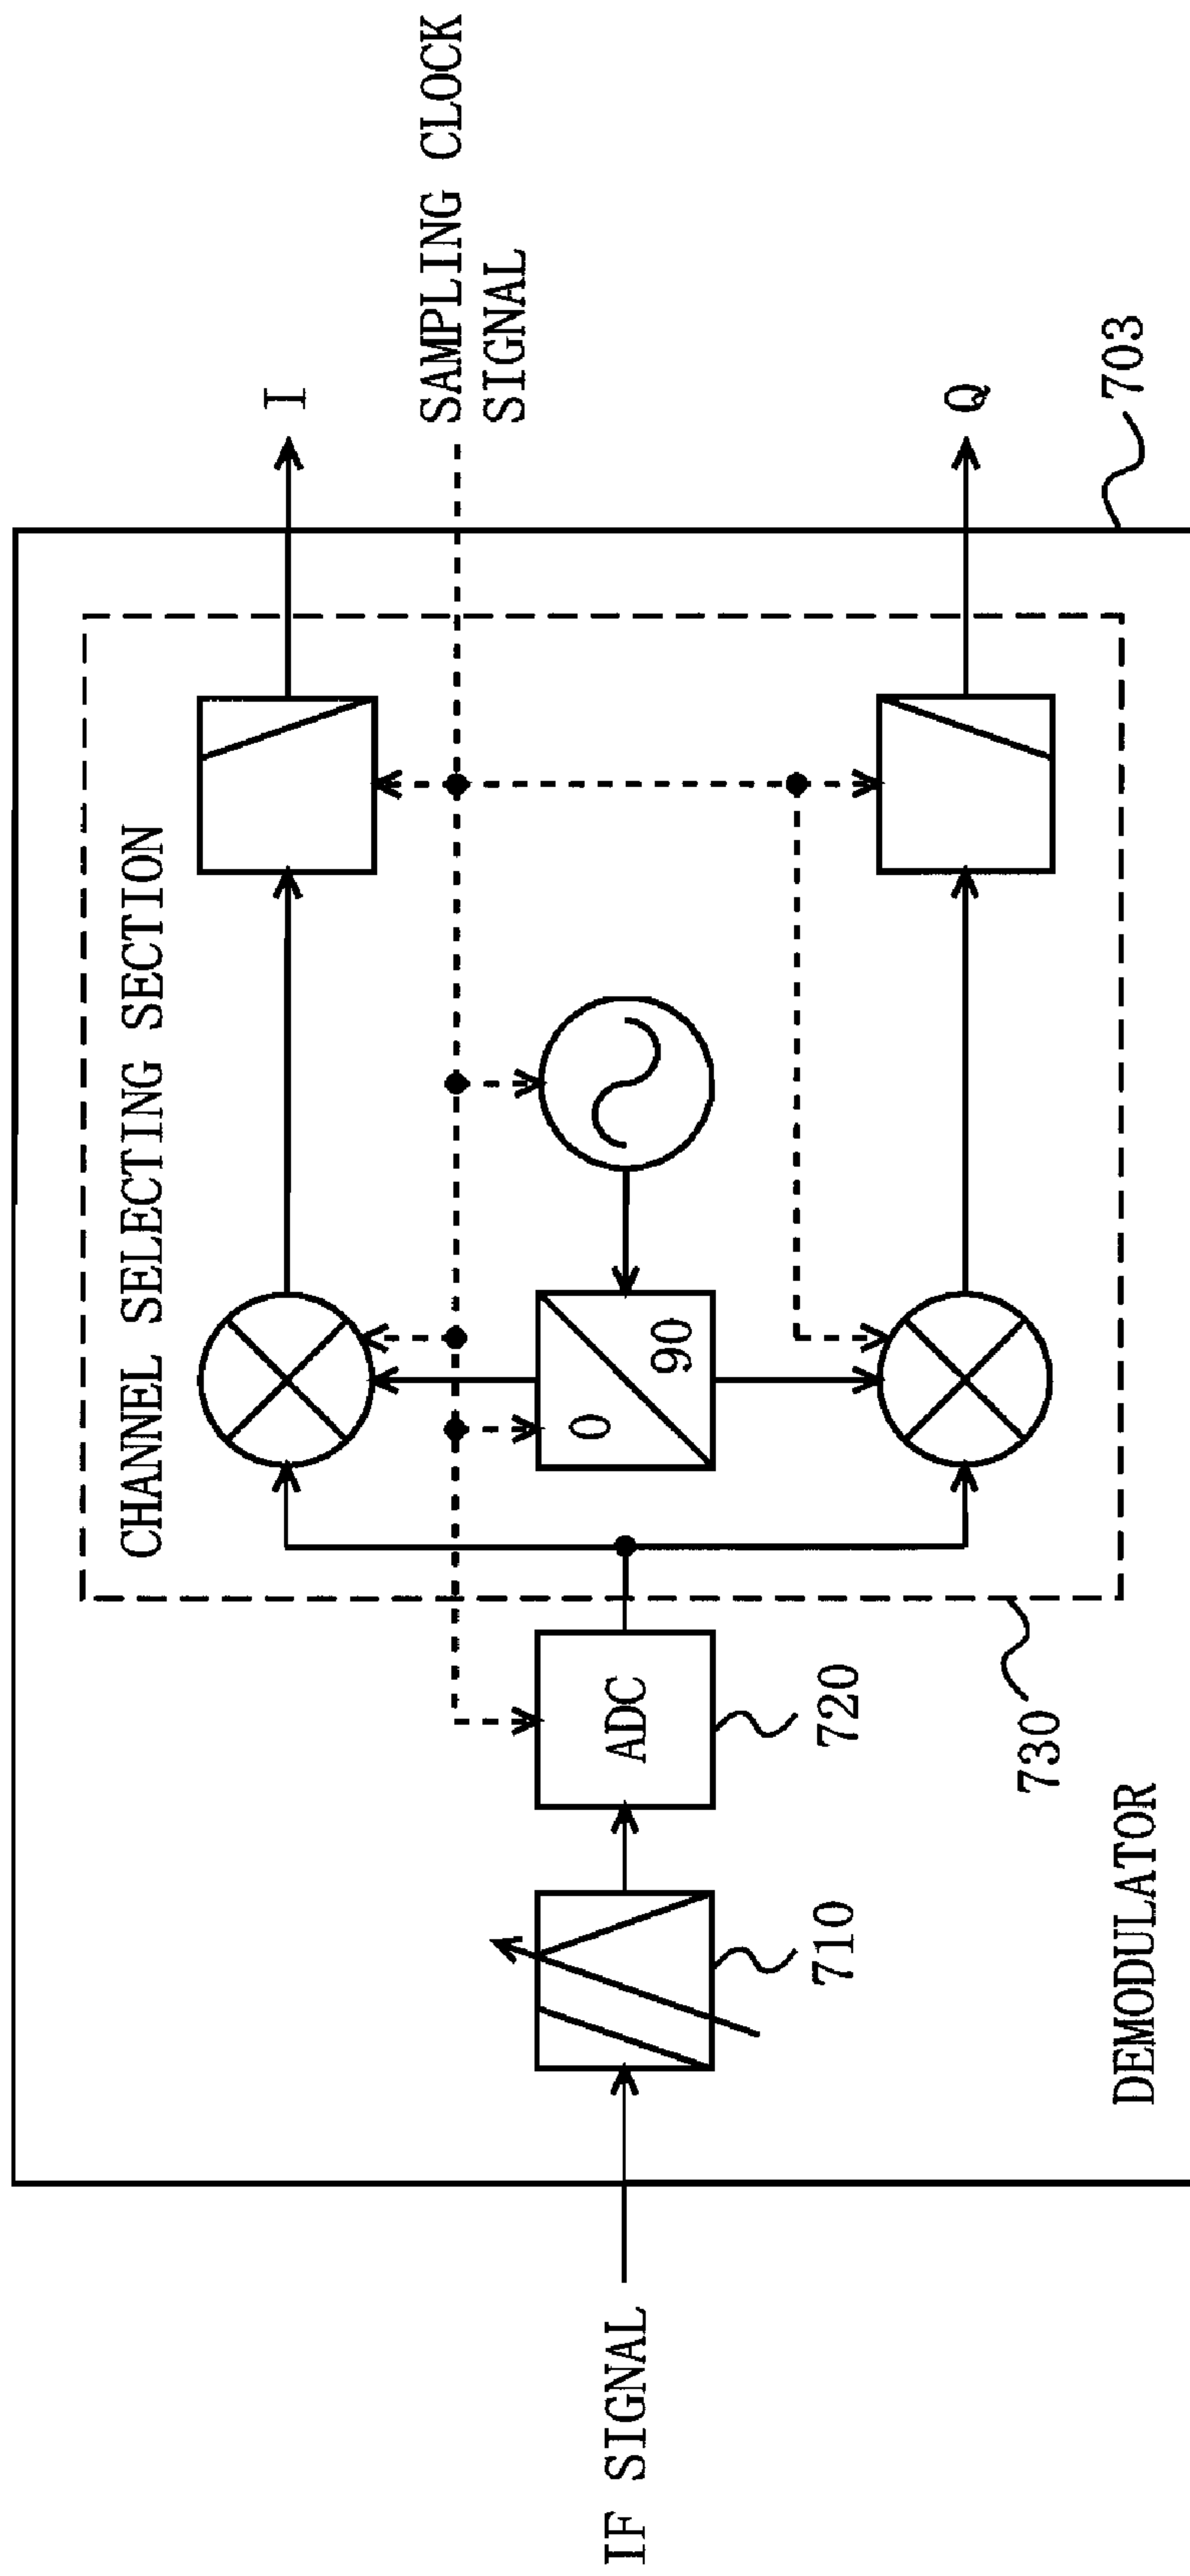 CHANNEL SELECTING SECTION
I
SAMPLING CLOCK
SIGNAL
0
90
IF SIGNAL
ADC
710
720
730
Q
DEMODULATOR
703